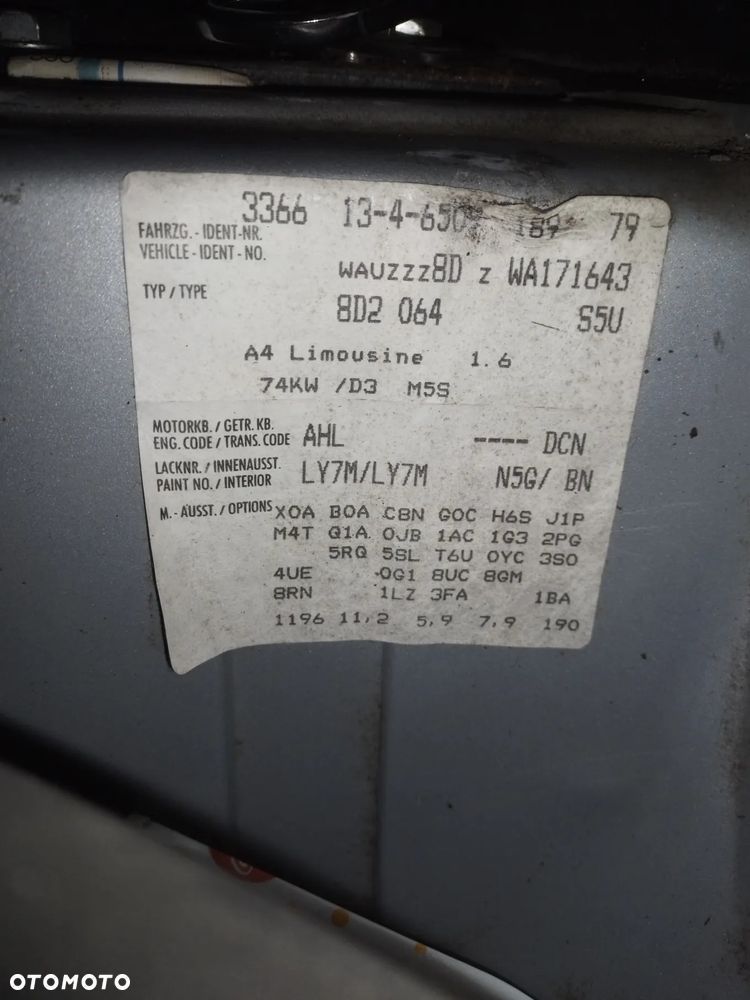 3366 13-4-650 189 79
FAHRZG. - IDENT-NR.
VEHICLE - IDENT - NO.
WAUZZZ8D Z WA171643
TYP / TYPE
8D2 064 S5U
A4 Limousine 1.6
74KW /D3 M5S
MOTORKB. / GETR. KB.
ENG. CODE / TRANS. CODE
AHL ---- DCN
LACKNR. / INNENAUSST.
PAINT NO. / INTERIOR
LY7M/LY7M N5G/ BN
M. - AUSST. / OPTIONS
X0A B0A C8N G0C H6S J1P
M4T Q1A 0JB 1AC 1G3 2PG
5RQ 5SL T6U 0YC 3S0
4UE 0G1 8UC 8GM
8RN 1LZ 3FA 1BA
1196 11,2 5,9 7,9 190
OTOMOTO